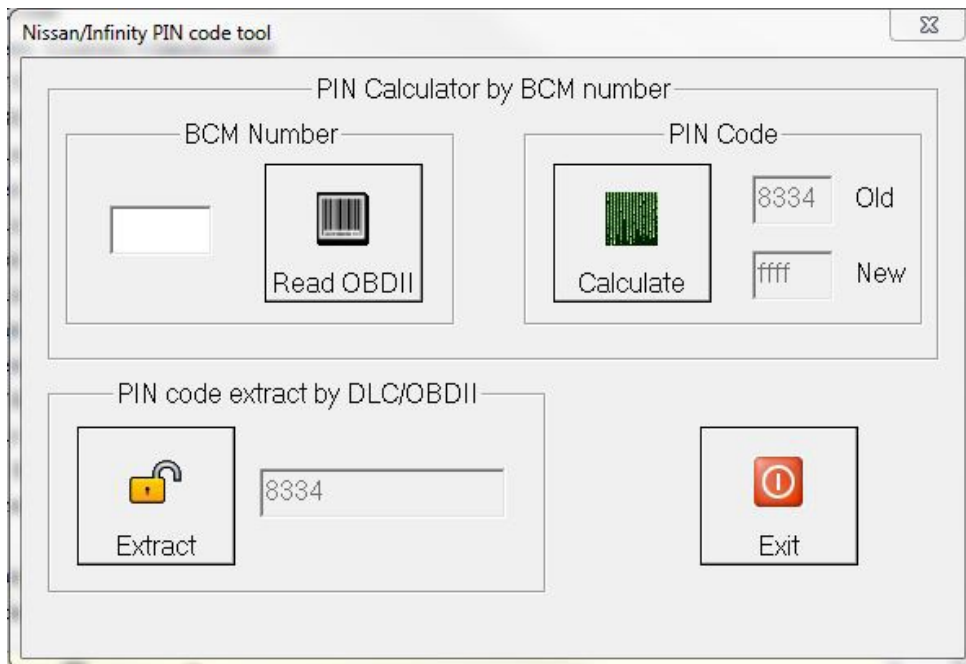 Nissan/Infinity PIN code tool
PIN Calculator by BCM number
BCM Number
Read OBDII
PIN Code
Calculate
8334 Old
ffff New
PIN code extract by DLC/OBDII
Extract
8334
Exit